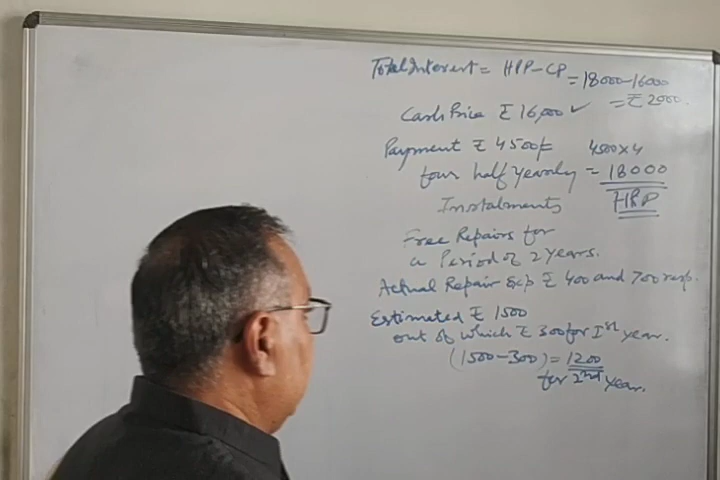 Total Interest = HPP-CP = 18000-16000
= ₹ 2000.
Cash Price ₹ 16,000 ✓
Payment ₹ 4500/= 4500×4
four half yearly = 18000
Instalments HPP
Free Repairs for
a Period of 2 years.
Actual Repair Exp ₹ 400 and 700 resp.
Estimated ₹ 1500
out of which ₹ 300 for Ist year.
(1500-300) = 1200
for 2nd year.